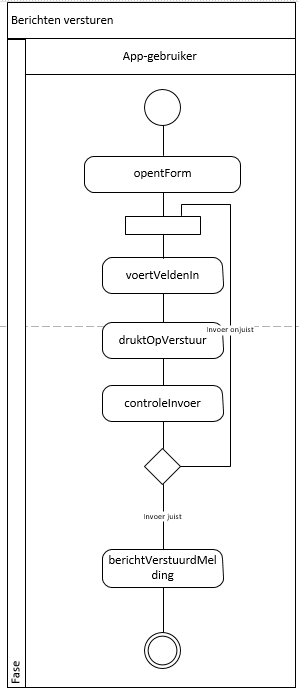 Berichten versturen
App-gebruiker
opentForm
voertVeldenIn
Invoer onjuist
druktOpVerstuur
controleInvoer
Invoer juist
berichtVerstuurdMel
ding
Fase